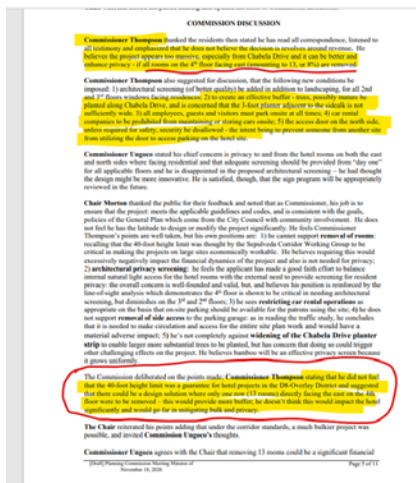 COMMISSION DISCUSSION
Commissioner Thompson thanked the residents then stated he has read all correspondence, listened to
all testimony and emphasized that he does not believe the decision is revolves around revenue. He
believes the project appears too massive, especially from Chabela Drive and it can be better and
enhance privacy - if all rooms on the 4th floor facing east (amounting to 13, or 8%) are removed.
Commissioner Thompson also suggested for discussion, that the following new conditions be
imposed: 1) architectural screening (of better quality) be added in addition to landscaping, for all 2nd
and 3rd floors windows facing residences; 2) to create an effective buffer - trees, possibly mature be
planted along Chabela Drive, and is concerned that the 3-foot planter adjacent to the sidewalk is not
sufficiently wide; 3) all employees, guests and visitors must park onsite at all times; 4) car rental
companies to be prohibited from maintaining or storing cars onsite; 5) the access door on the north side,
unless required for safety, security be disallowed - the intent being to prevent someone from another site
from utilizing the door to access parking on the hotel site.
Commissioner Ungoco stated his chief concern is privacy to and from the hotel rooms on both the east
and north sides where facing residential and that adequate screening should be provided from "day one"
for all applicable floors and he is disappointed in the proposed architectural screening – he had thought
the design might be more innovative. He is satisfied, though, that the sign program will be appropriately
reviewed in the future.
Chair Morton thanked the public for their feedback and noted that as Commissioner, his job is to
ensure that the project: meets the applicable guidelines and codes, and is consistent with the goals,
policies of the General Plan which come from the City Council with community involvement. He does
not feel he has the latitude to design or modify the project significantly. He feels Commissioner
Thompson's points are well taken, but his own positions are: 1) he cannot support removal of rooms:
recalling that the 40-foot height limit was thought by the Sepulveda Corridor Working Group to be
critical in making the projects on large sites economically workable. He believes requiring this would
excessively negatively impact the financial dynamics of the project and also is not needed for privacy;
2) architectural privacy screening: he feels the applicant has made a good faith effort to balance
internal natural light access for the hotel rooms with the external need to provide screening for resident
privacy: the overall concern is well-founded and valid, but, and believes his position is reinforced by the
line-of-sight analysis which demonstrates the 4th floor is shown to be critical in needing architectural
screening, but diminishes on the 3rd and 2nd floors; 3) he sees restricting car rental operations as
appropriate on the basis that on-site parking should be available for the patrons using the site; 4) he does
not support removal of side access to the parking garage: as in reading the traffic study, he concludes
that it is needed to make circulation and access for the entire site plan work and would have a
material adverse impact; 5) he's not completely against widening of the Chabela Drive planter
strip to enable larger more substantial trees to be planted, but has concern that doing so could trigger
other challenging effects on the project. He believes bamboo will be an effective privacy screen because
it grows uniformly.
The Commission deliberated on the points made, Commissioner Thompson stating that he did not feel
that the 40-foot height limit was a guarantee for hotel projects in the D8-Overlay District and suggested
that there could be a design solution where only one row (13 rooms) directly facing the east on the 4th
floor were to be removed – this would provide more buffer; he doesn't think this would impact the hotel
significantly and would go far in mitigating bulk and privacy.
The Chair reiterated his points adding that under the corridor standards, a much bulkier project was
possible, and invited Commission Ungoco's thoughts.
Commissioner Ungoco agrees with the Chair that removing 13 rooms could be a significant financial
[Draft] Planning Commission Meeting Minutes of
November 18, 2020
Page 5 of 11